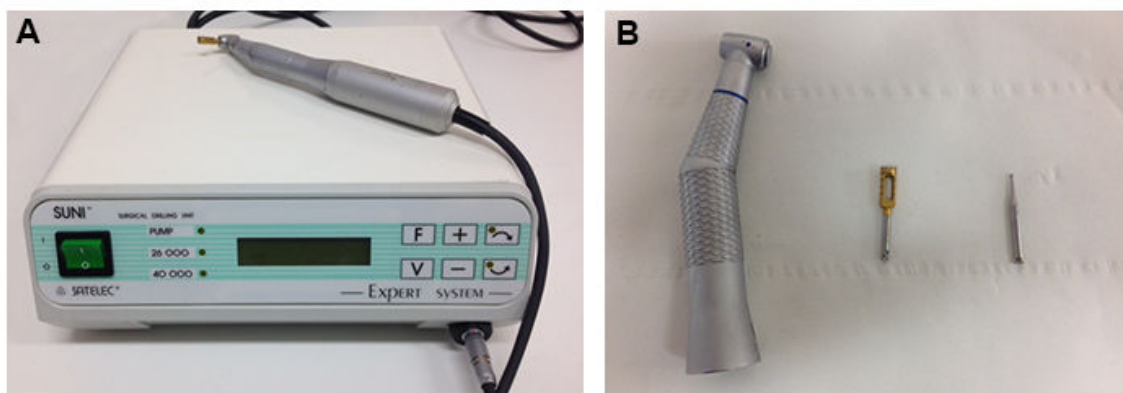 A
B
SUNI™ SURGICAL DRILLING UNIT
PUMP
26 000
40 000
I
O
I
O
F +
V -
SATELEC®
EXPERT SYSTEM